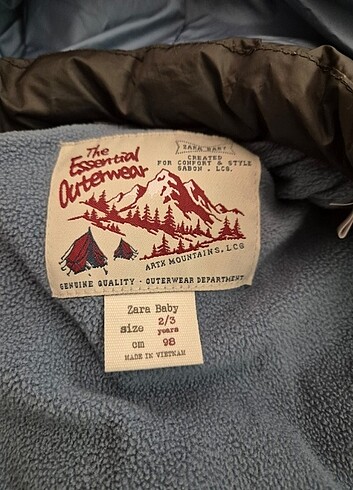 The
Essential
Outerwear
ZARA BABY
CREATED
FOR COMFORT & STYLE
SABON . LCG.
ARTX MOUNTAINS, LCG
GENUINE QUALITY · OUTERWEAR DEPARTMENT
Zara Baby
size 2/3 years
cm 98
MADE IN VIETNAM